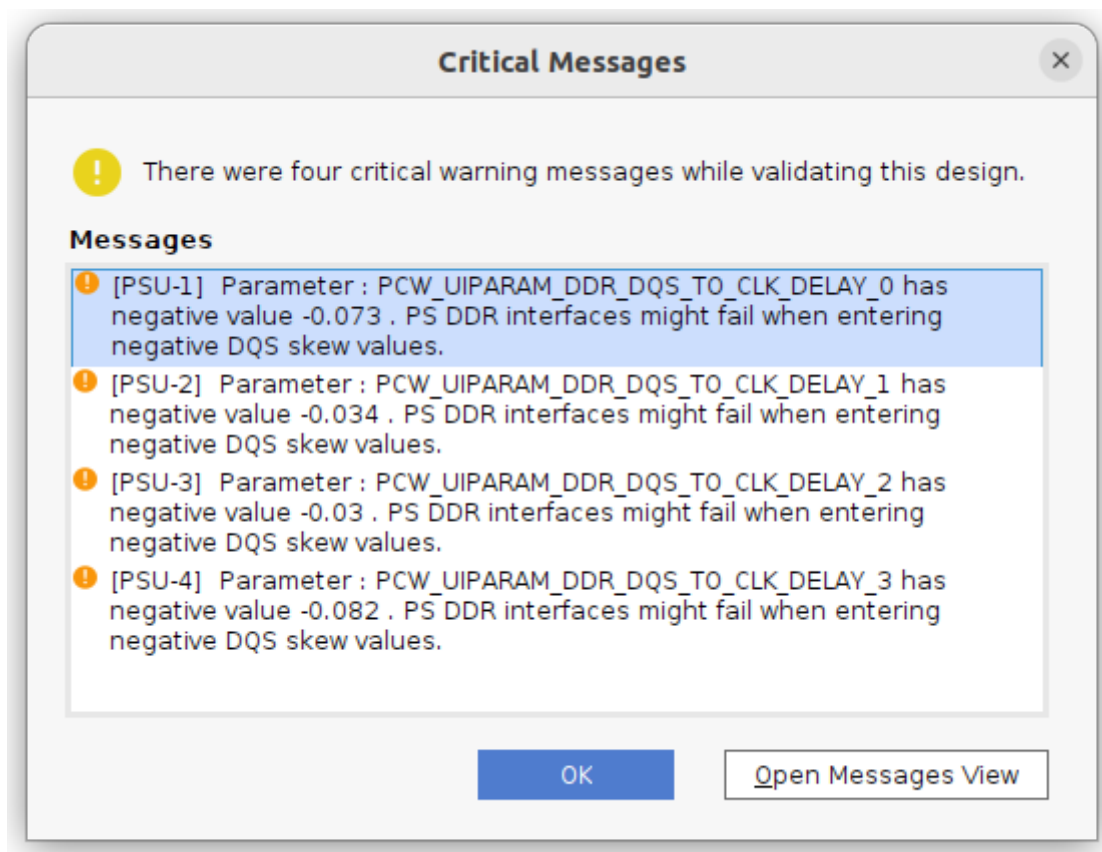 Critical Messages
There were four critical warning messages while validating this design.
Messages
[PSU-1]  Parameter : PCW_UIPARAM_DDR_DQS_TO_CLK_DELAY_0 has
negative value -0.073 . PS DDR interfaces might fail when entering
negative DQS skew values.
[PSU-2]  Parameter : PCW_UIPARAM_DDR_DQS_TO_CLK_DELAY_1 has
negative value -0.034 . PS DDR interfaces might fail when entering
negative DQS skew values.
[PSU-3]  Parameter : PCW_UIPARAM_DDR_DQS_TO_CLK_DELAY_2 has
negative value -0.03 . PS DDR interfaces might fail when entering
negative DQS skew values.
[PSU-4]  Parameter : PCW_UIPARAM_DDR_DQS_TO_CLK_DELAY_3 has
negative value -0.082 . PS DDR interfaces might fail when entering
negative DQS skew values.
OK
Open Messages View